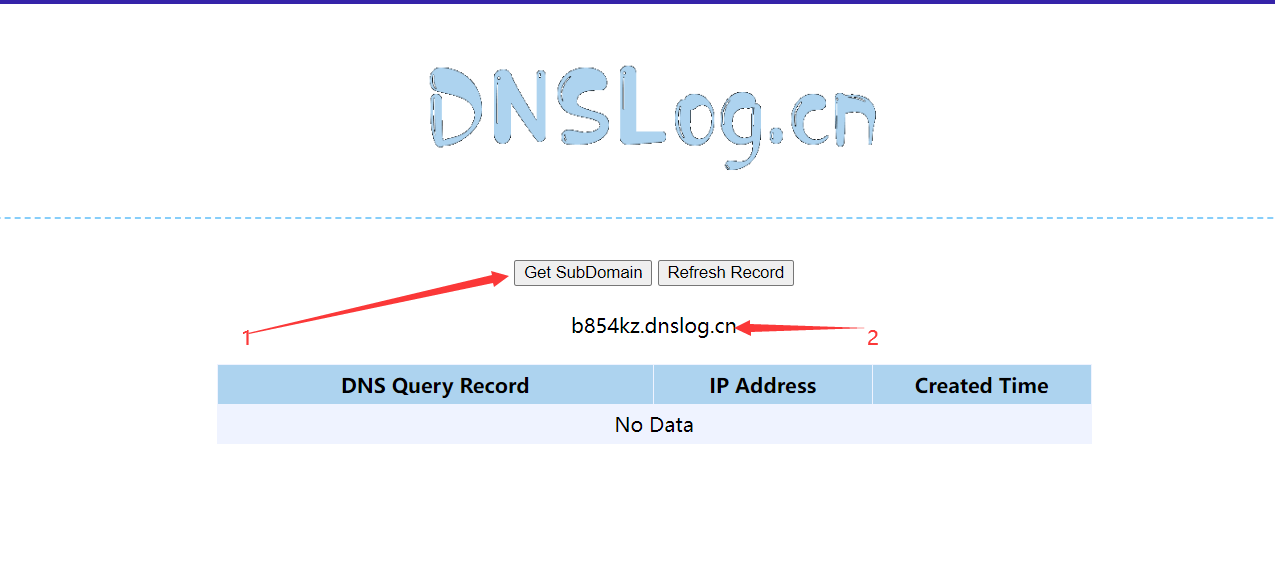 DNSLog.cn
Get SubDomain Refresh Record
1 b854kz.dnslog.cn 2
DNS Query Record IP Address Created Time
No Data